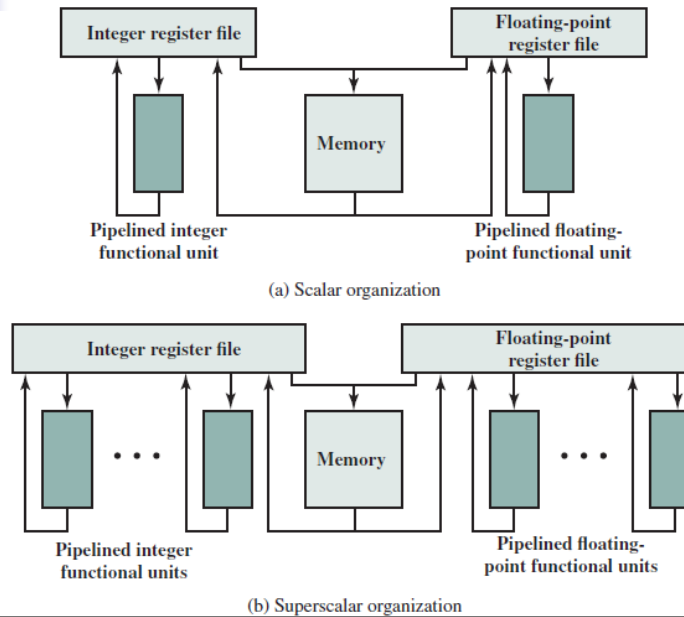 Integer register file
Floating-point
register file
Memory
Pipelined integer
functional unit
Pipelined floating-
point functional unit
(a) Scalar organization
Integer register file
Floating-point
register file
Memory
Pipelined integer
functional units
Pipelined floating-
point functional units
(b) Superscalar organization